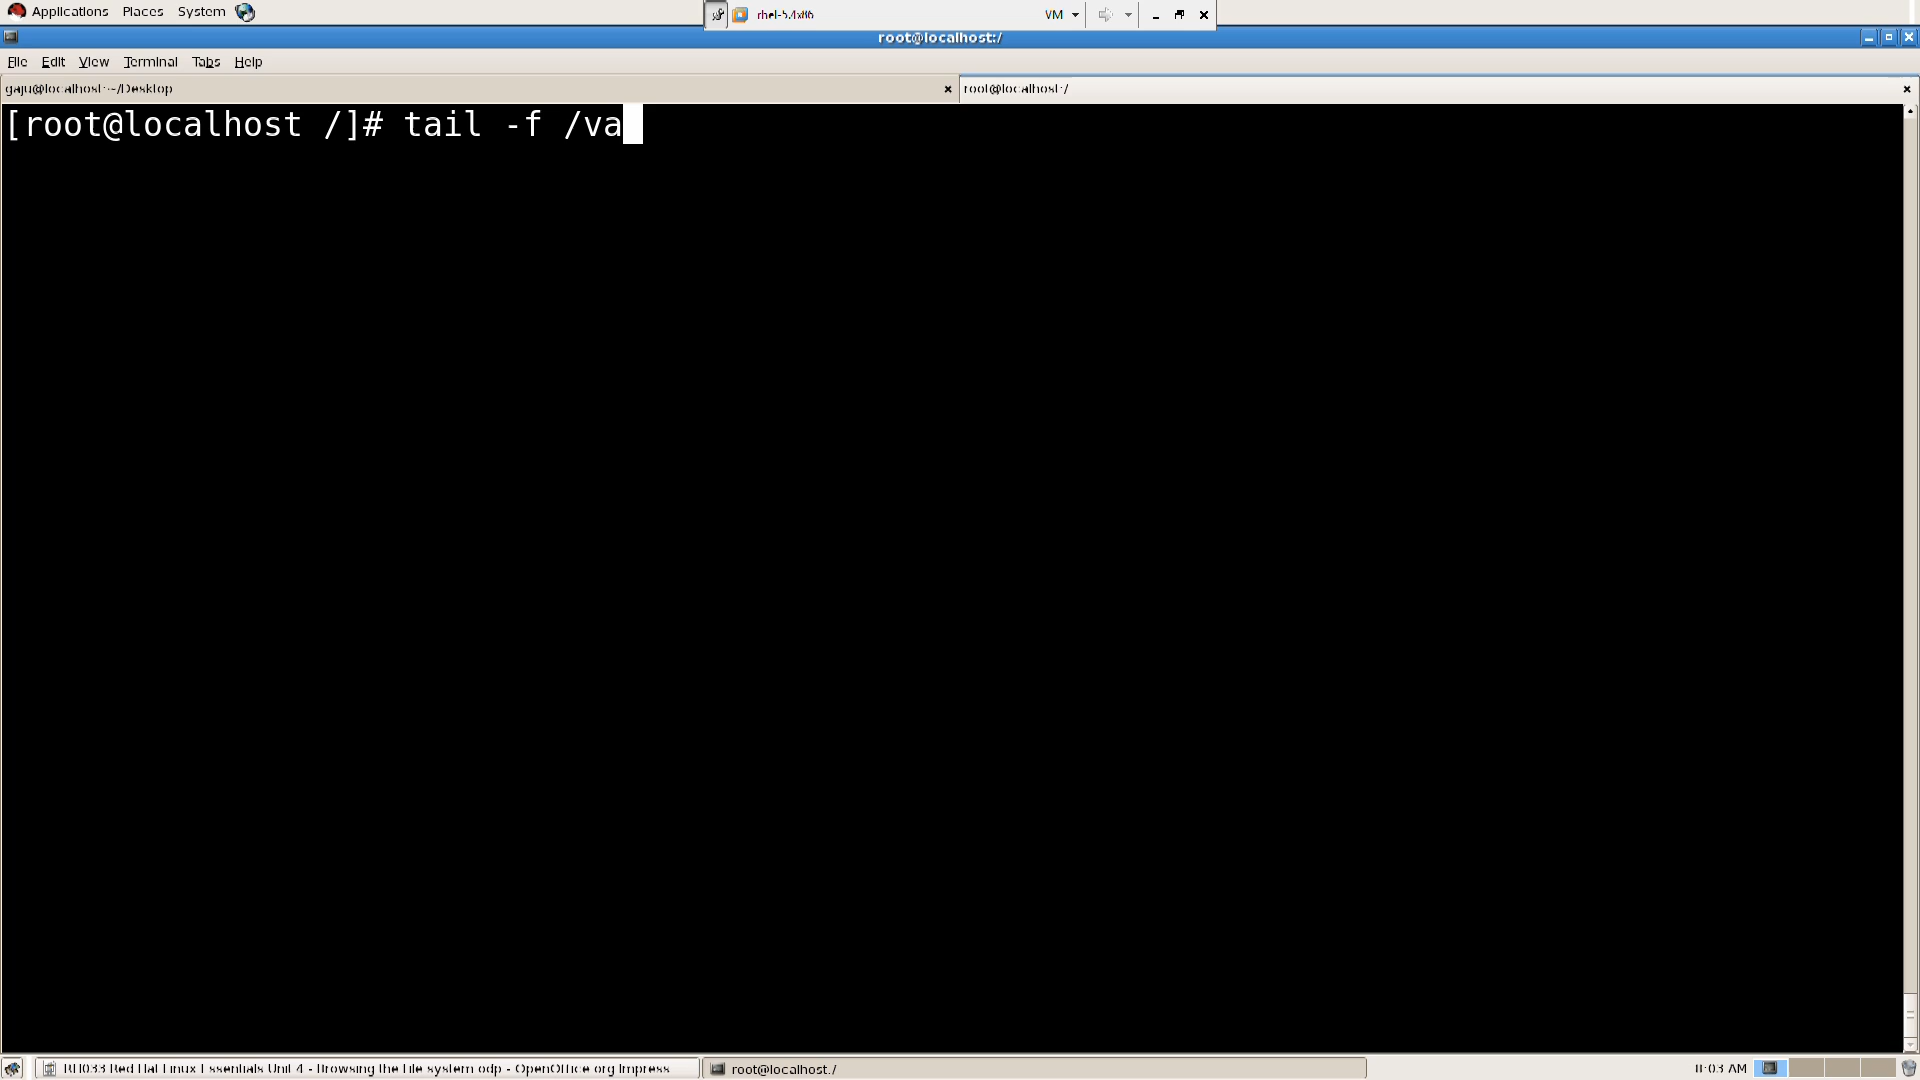 Applications Places System
rhel-5.4x86 VM
root@localhost:/
File Edit View Terminal Tabs Help
gaju@localhost:~/Desktop
root@localhost:/
[root@localhost /]# tail -f /va
RH033 Red Hat Linux Essentials Unit 4 - Browsing the File system odp - OpenOffice org Impress
root@localhost:/
:03 AM